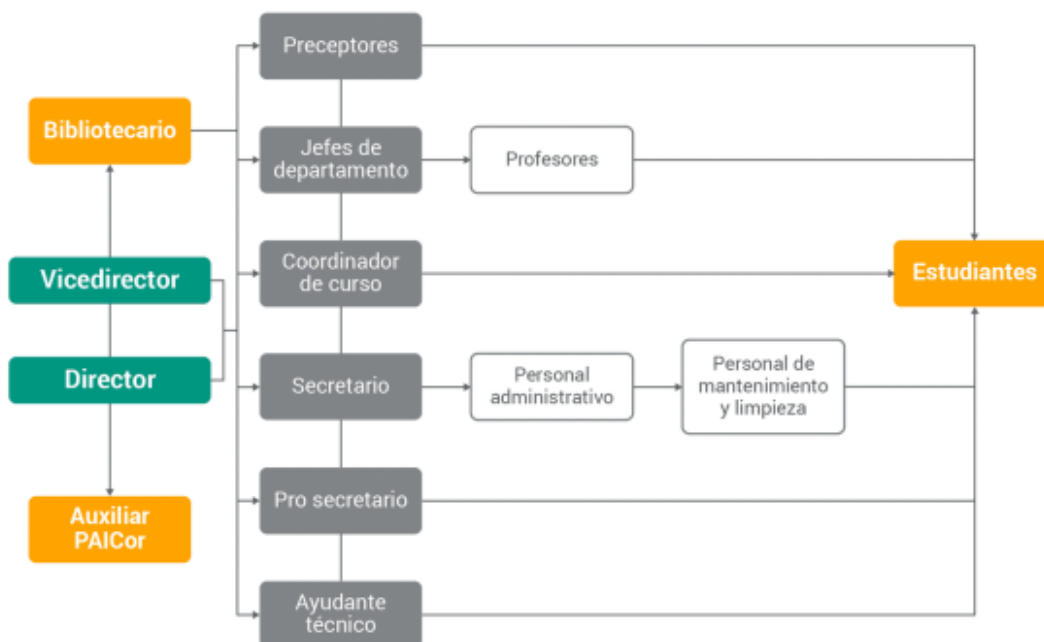 Preceptores
Bibliotecario
Jefes de
departamento
Profesores
Vicedirector
Coordinador
de curso
Estudiantes
Director
Secretario
Personal
administrativo
Personal de
mantenimiento
y limpieza
Auxiliar
PAICor
Pro secretario
Ayudante
técnico